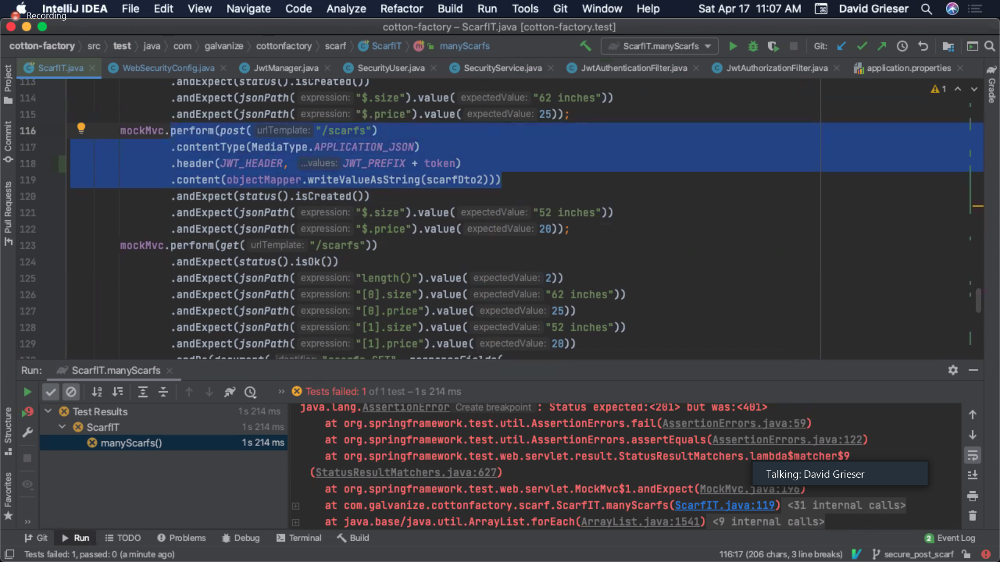 IntelliJ IDEA File Edit View Navigate Code Analyze Refactor Build Run Tools Git Window Help Sat Apr 17 11:07 AM David Grieser
Recording
cotton-factory – ScarfIT.java [cotton-factory.test]
cotton-factory src test java com galvanize cottonfactory scarf ScarfIT manyScarfs ScarfIT.manyScarfs Git:
ScarfIT.java WebSecurityConfig.java JwtManager.java SecurityUser.java SecurityService.java JwtAuthenticationFilter.java JwtAuthorizationFilter.java application.properties
Project
Commit
Pull Requests
Structure
Favorites
Gradle
1
113 .andExpect(status().isCreated())
114 .andExpect(jsonPath( expression: "$.size").value( expectedValue: "62 inches"))
115 .andExpect(jsonPath( expression: "$.price").value( expectedValue: 25));
116 mockMvc.perform(post( urlTemplate: "/scarfs")
117 .contentType(MediaType.APPLICATION_JSON)
118 .header(JWT_HEADER, ...values: JWT_PREFIX + token)
119 .content(objectMapper.writeValueAsString(scarfDto2)))
120 .andExpect(status().isCreated())
121 .andExpect(jsonPath( expression: "$.size").value( expectedValue: "52 inches"))
122 .andExpect(jsonPath( expression: "$.price").value( expectedValue: 20));
123 mockMvc.perform(get( urlTemplate: "/scarfs"))
124 .andExpect(status().isOk())
125 .andExpect(jsonPath( expression: "length()").value( expectedValue: 2))
126 .andExpect(jsonPath( expression: "[0].size").value( expectedValue: "62 inches"))
127 .andExpect(jsonPath( expression: "[0].price").value( expectedValue: 25))
128 .andExpect(jsonPath( expression: "[1].size").value( expectedValue: "52 inches"))
129 .andExpect(jsonPath( expression: "[1].price").value( expectedValue: 20))
Run: ScarfIT.manyScarfs
Tests failed: 1 of 1 test – 1 s 214 ms
Test Results 1 s 214 ms
ScarfIT 1 s 214 ms
manyScarfs() 1 s 214 ms
java.lang.AssertionError Create breakpoint : Status expected:<201> but was:<401>
at org.springframework.test.util.AssertionErrors.fail(AssertionErrors.java:59)
at org.springframework.test.util.AssertionErrors.assertEquals(AssertionErrors.java:122)
at org.springframework.test.web.servlet.result.StatusResultMatchers.lambda$matcher$9
(StatusResultMatchers.java:627)
Talking: David Grieser
at org.springframework.test.web.servlet.MockMvc$1.andExpect(MockMvc.java:196)
at com.galvanize.cottonfactory.scarf.ScarfIT.manyScarfs(ScarfIT.java:119) <31 internal calls>
at java.base/java.util.ArrayList.forEach(ArrayList.java:1541) <9 internal calls>
Git Run TODO Problems Debug Terminal Build 2 Event Log
Tests failed: 1, passed: 0 (a minute ago) 116:17 (206 chars, 3 line breaks) secure_post_scarf